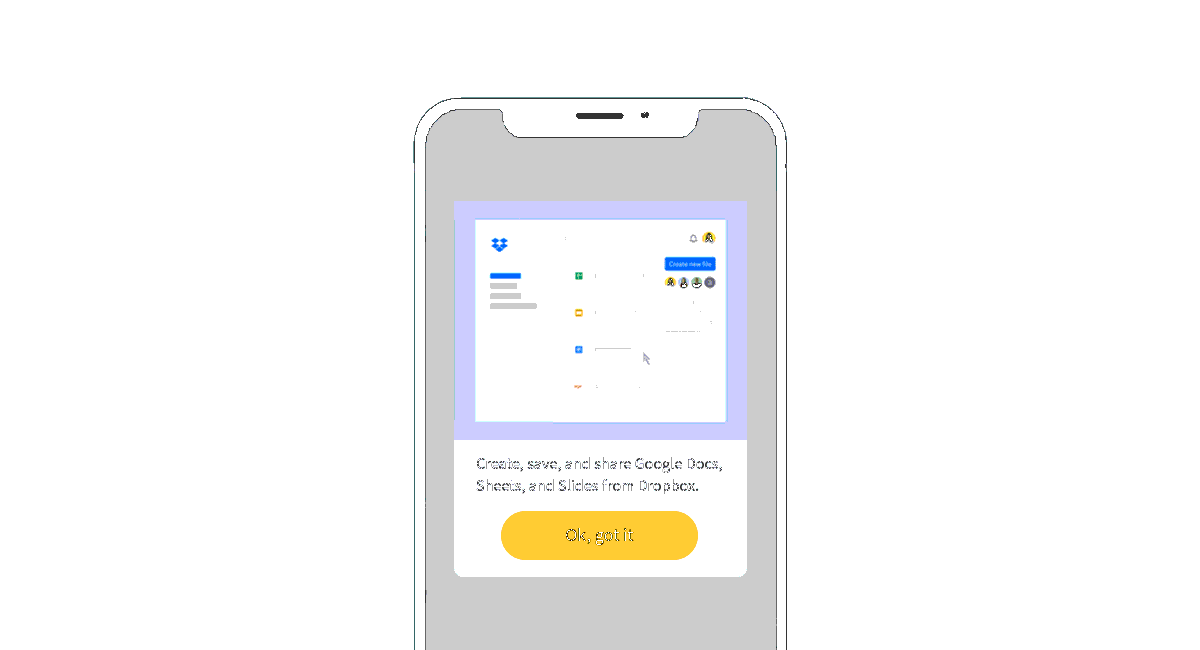 Create new file
Create, save, and share Google Docs,
Sheets, and Slides from Dropbox.
Ok, got it